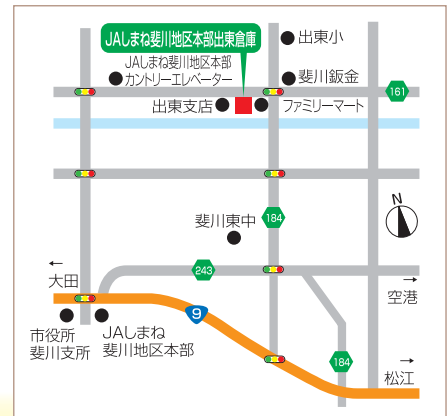 JAしまね斐川地区本部出東倉庫
出東小
JAしまね斐川地区本部
カントリーエレベーター
斐川鈑金
161
出東支店
ファミリーマート
N
184
斐川東中
243
←
大田
→
空港
9
市役所
斐川支所
JAしまね
斐川地区本部
184
→
松江